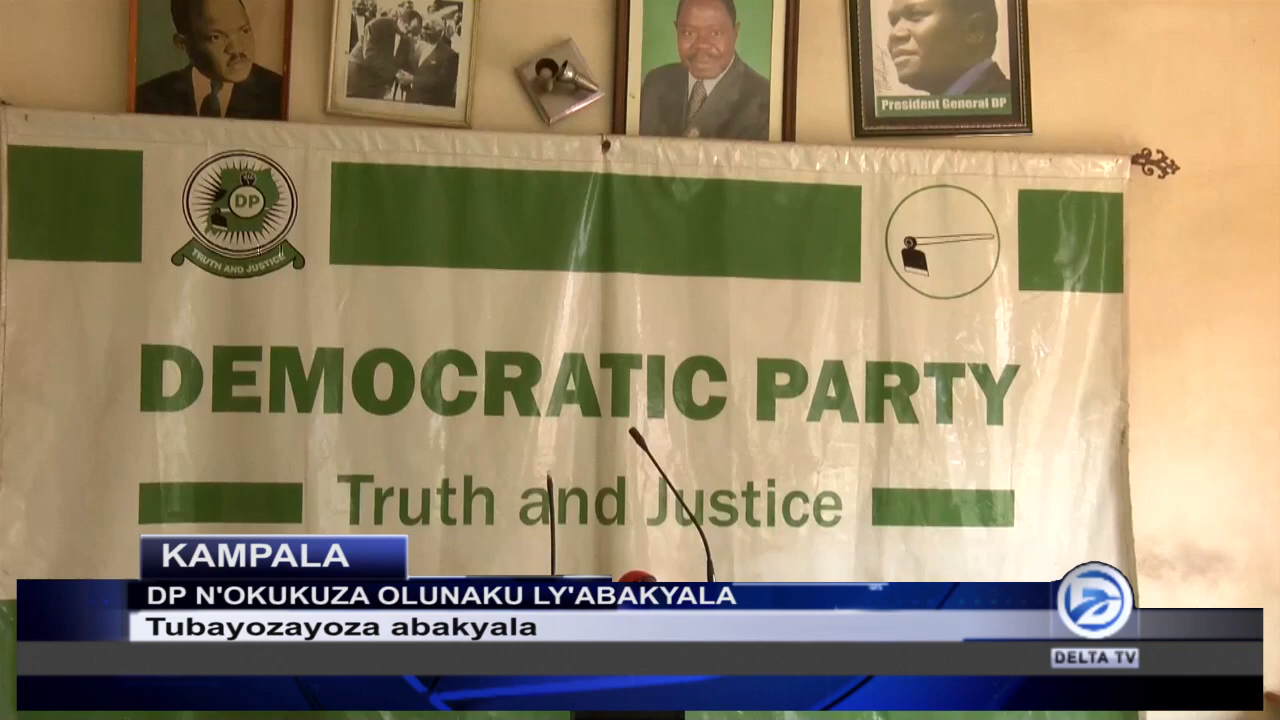 President General DP
DP
TRUTH AND JUSTICE
DEMOCRATIC PARTY
Truth and Justice
KAMPALA
DP N'OKUKUZA OLUNAKU LY'ABAKYALA
Tubayozayoza abakyala
DELTA TV